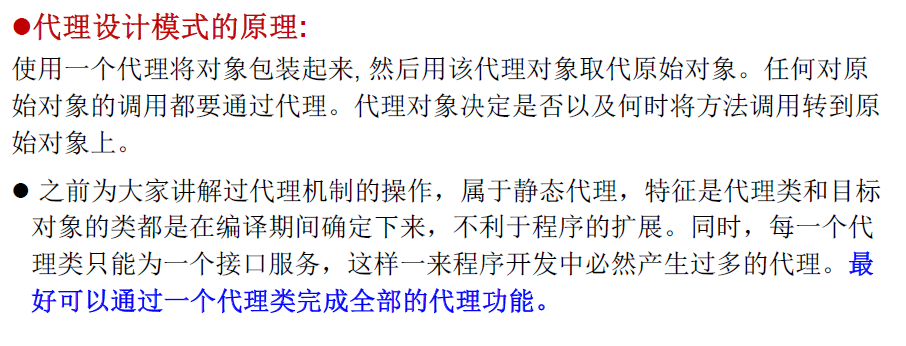 ●代理设计模式的原理:
使用一个代理将对象包装起来, 然后用该代理对象取代原始对象。任何对原
始对象的调用都要通过代理。代理对象决定是否以及何时将方法调用转到原
始对象上。
● 之前为大家讲解过代理机制的操作，属于静态代理，特征是代理类和目标
对象的类都是在编译期间确定下来，不利于程序的扩展。同时，每一个代
理类只能为一个接口服务，这样一来程序开发中必然产生过多的代理。最
好可以通过一个代理类完成全部的代理功能。